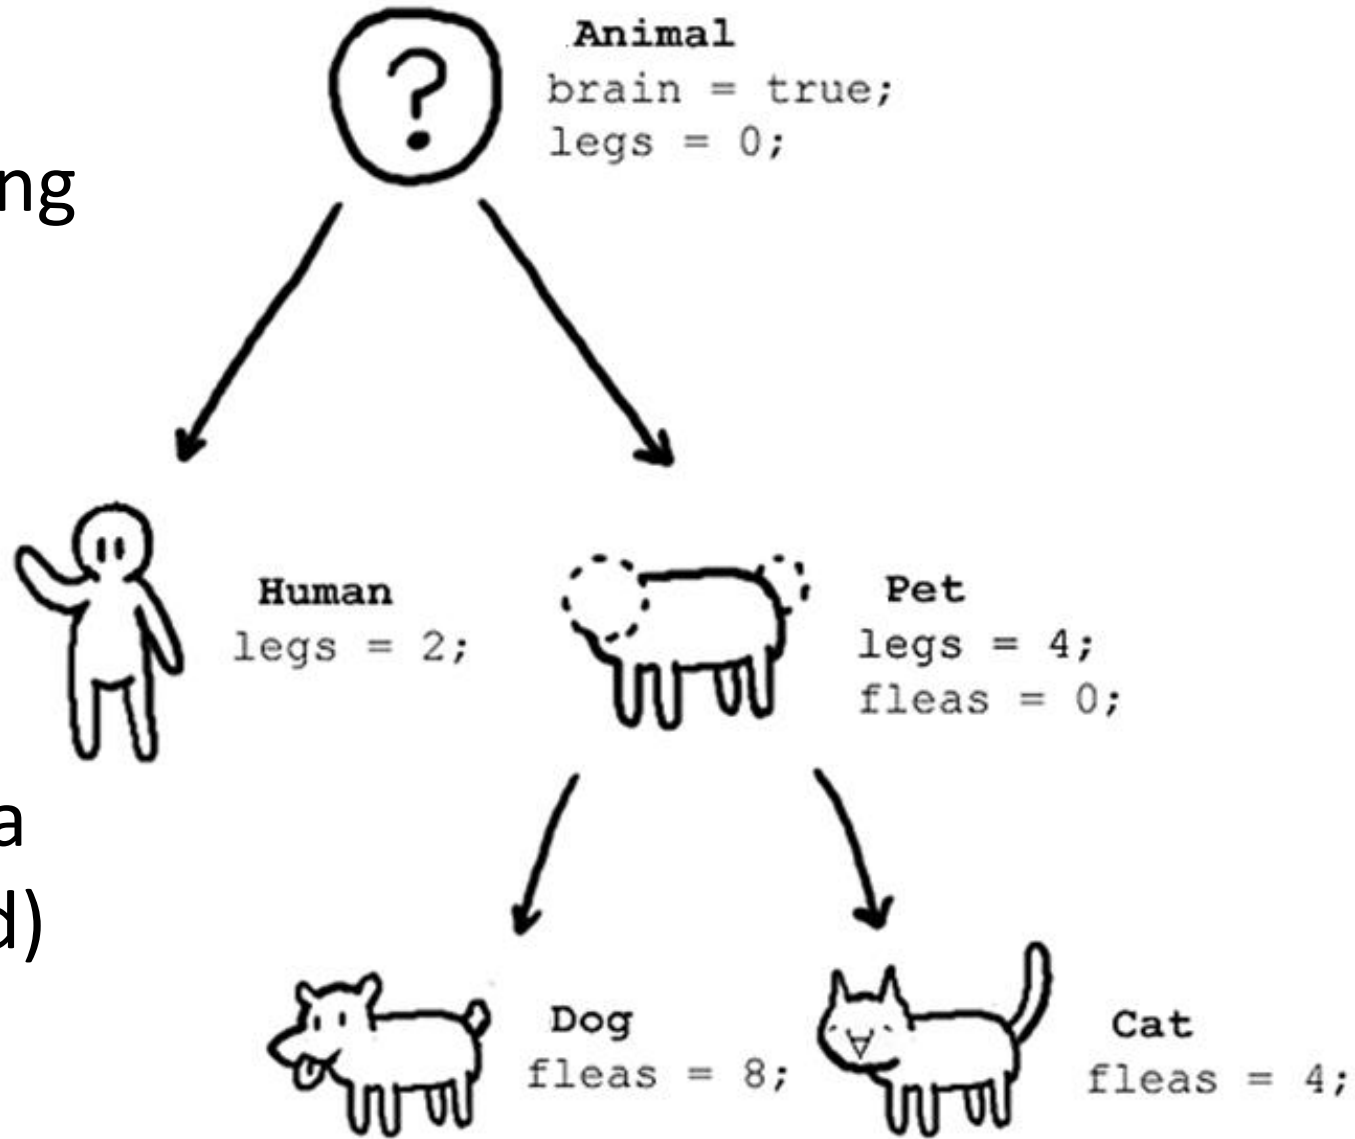 Animal
brain = true;
legs = 0;
ng
?
Human
legs = 2;
Pet
legs = 4;
fleas = 0;
a
d)
Dog
fleas = 8;
Cat
fleas = 4;